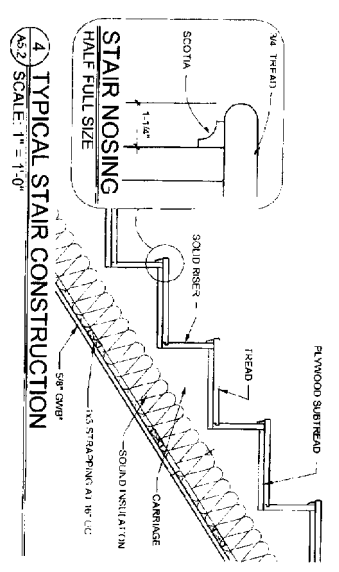 3/4 TREAD
SCOTIA
1-1/4"
STAIR NOSING
HALF FULL SIZE
PLYWOOD SUBTREAD
TREAD
SOLID RISER
CARRIAGE
SOUND INSULATION
1x3 STRAPPING AT 16" OC
5/8" GWB
4
A5.2
TYPICAL STAIR CONSTRUCTION
SCALE: 1" = 1'-0"